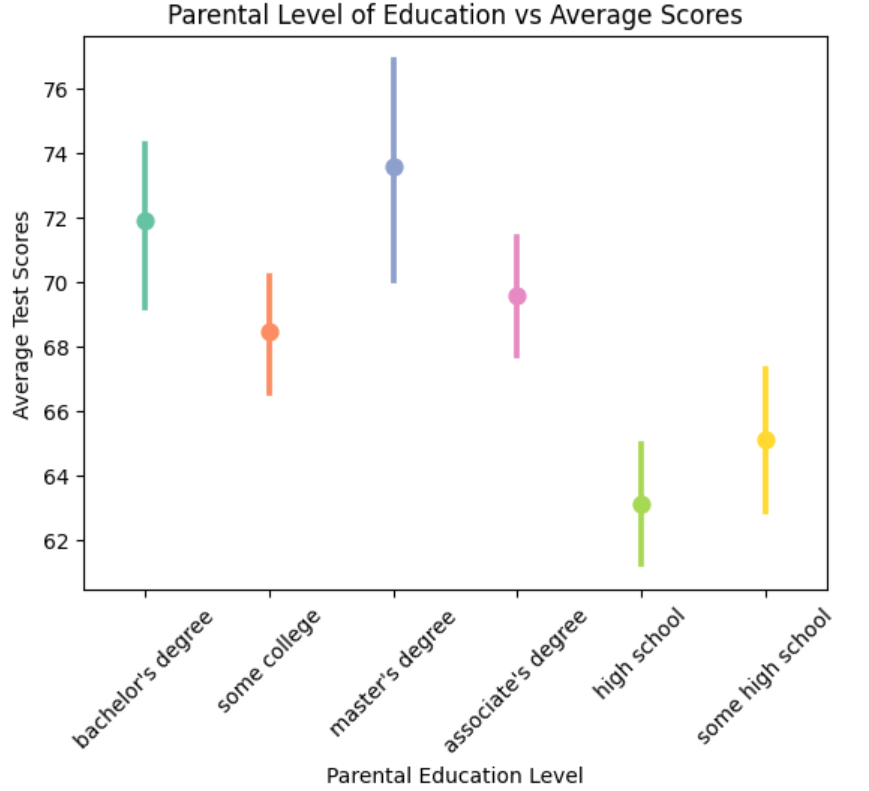 Parental Level of Education vs Average Scores
Average Test Scores
76
74
72
70
68
66
64
62
bachelor's degree
some college
master's degree
associate's degree
high school
some high school
Parental Education Level